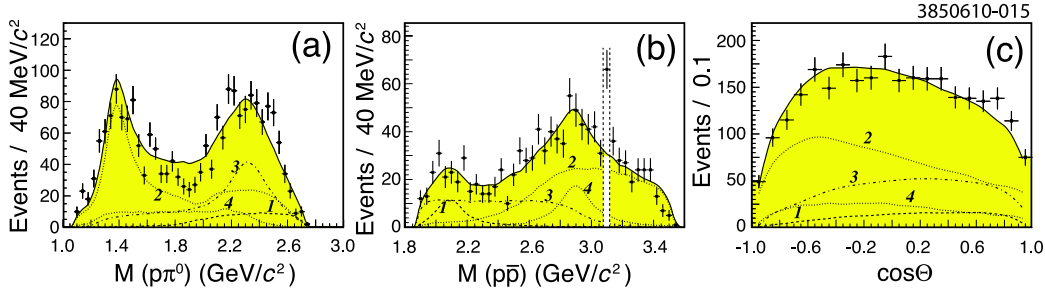 3850610-015
(a)
Events / 40 MeV/c²
120
100
80
60
40
20
0
1.0 1.4 1.8 2.2 2.6 3.0
M (pπ⁰) (GeV/c²)
2
3
4
1
(b)
Events / 40 MeV/c²
80
60
40
20
0
1.8 2.2 2.6 3.0 3.4
M (pp̅) (GeV/c²)
1
2
3
4
(c)
Events / 0.1
200
150
100
50
0
-1.0 -0.6 -0.2 0.2 0.6 1.0
cosΘ
2
3
4
1